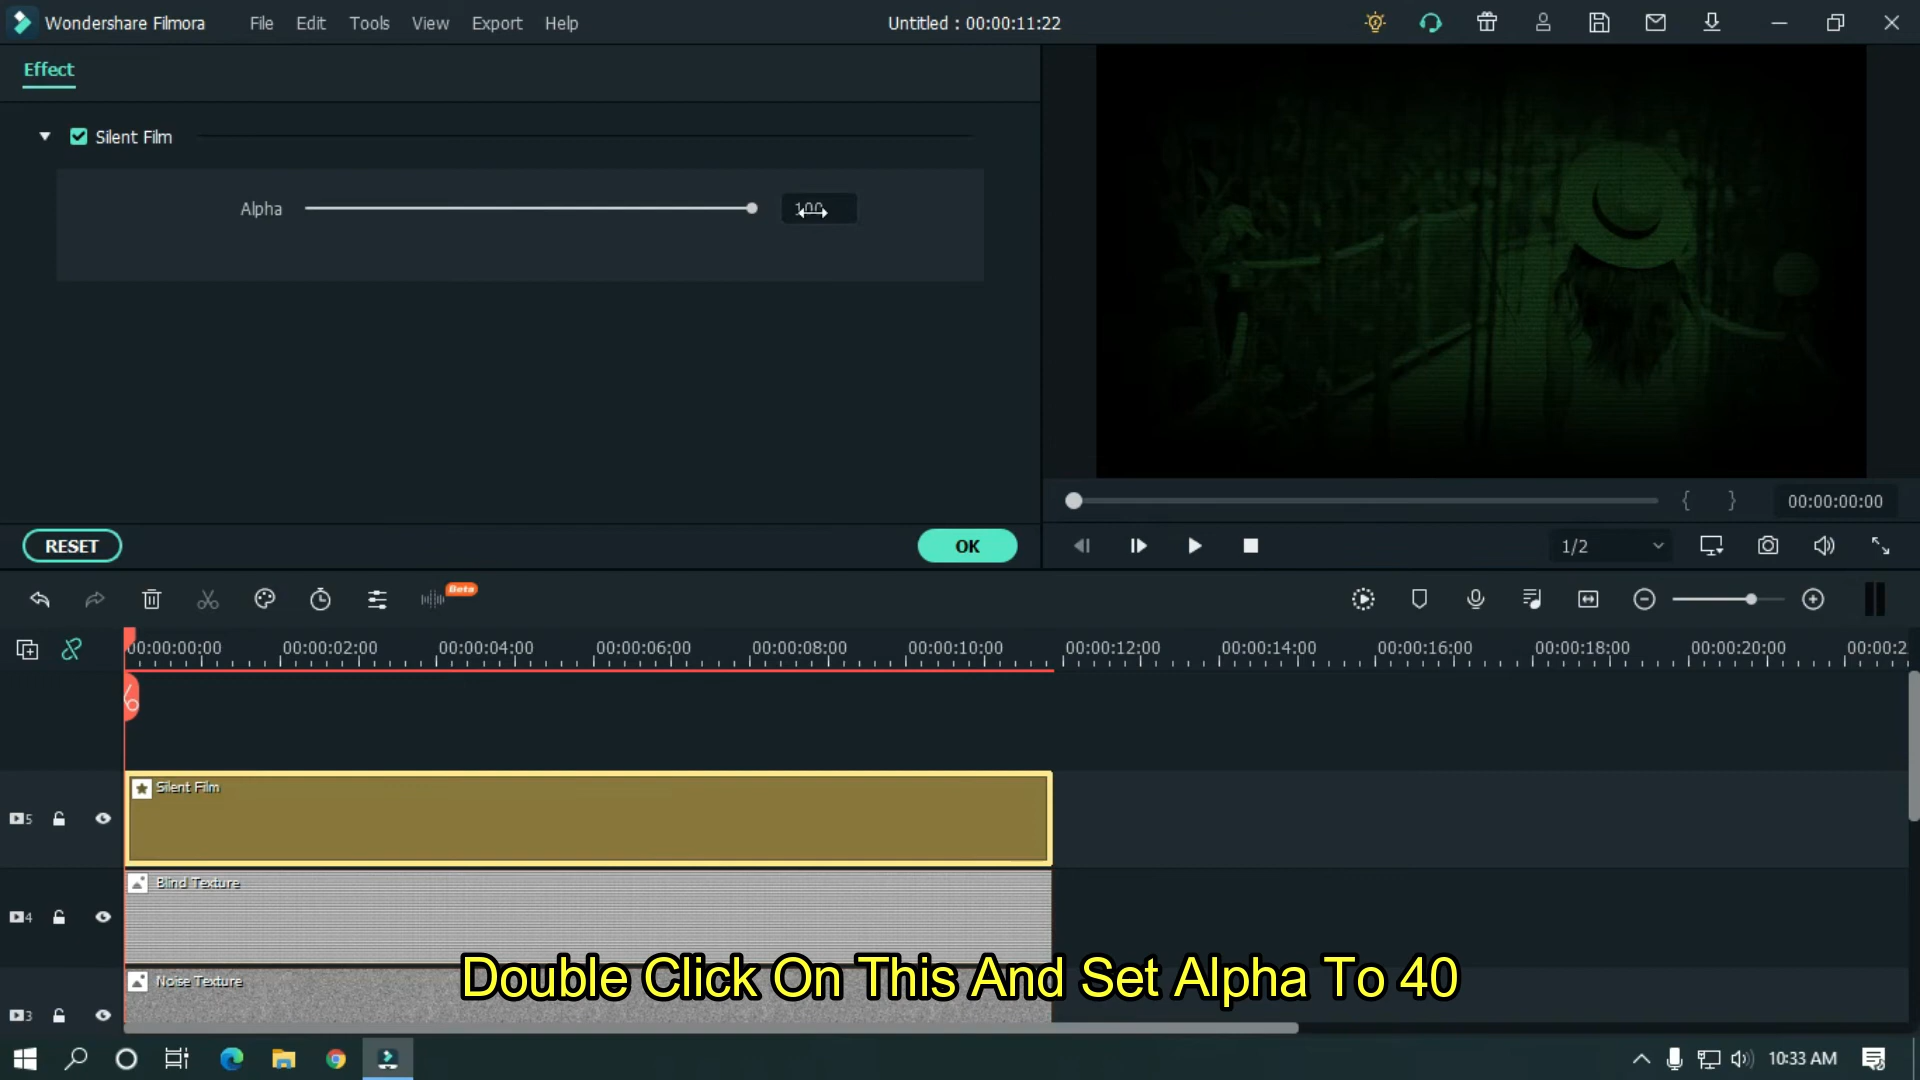 Wondershare Filmora
File
Edit
Tools
View
Export
Help
Untitled : 00:00:11:22
Effect
Silent Film
Alpha
100
RESET
OK
{
}
00:00:00:00
1/2
Beta
00:00:00:00
00:00:02:00
00:00:04:00
00:00:06:00
00:00:08:00
00:00:10:00
00:00:12:00
00:00:14:00
00:00:16:00
00:00:18:00
00:00:20:00
00:00:2
Silent Film
5
Blind Texture
4
Noise Texture
3
Double Click On This And Set Alpha To 40
10:33 AM